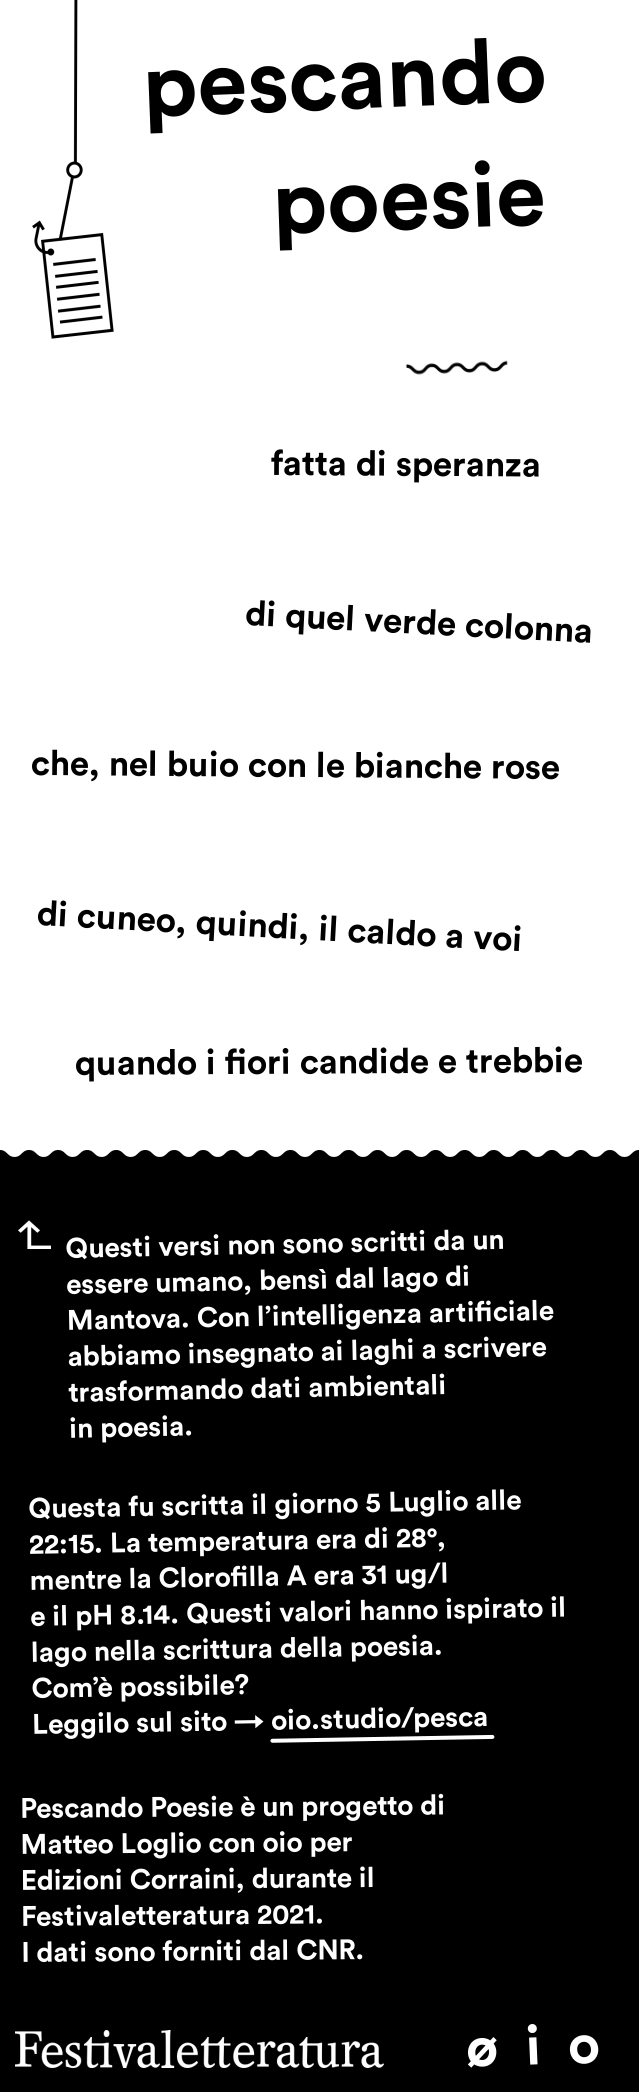 pescando
poesie
fatta di speranza
di quel verde colonna
che, nel buio con le bianche rose
di cuneo, quindi, il caldo a voi
quando i fiori candide e trebbie
Questi versi non sono scritti da un
essere umano, bensì dal lago di
Mantova. Con l'intelligenza artificiale
abbiamo insegnato ai laghi a scrivere
trasformando dati ambientali
in poesia.
Questa fu scritta il giorno 5 Luglio alle
22:15. La temperatura era di 28°,
mentre la Clorofilla A era 31 ug/l
e il pH 8.14. Questi valori hanno ispirato il
lago nella scrittura della poesia.
Com'è possibile?
Leggilo sul sito → oio.studio/pesca
Pescando Poesie è un progetto di
Matteo Loglio con oio per
Edizioni Corraini, durante il
Festivaletteratura 2021.
I dati sono forniti dal CNR.
Festivaletteratura ø i o